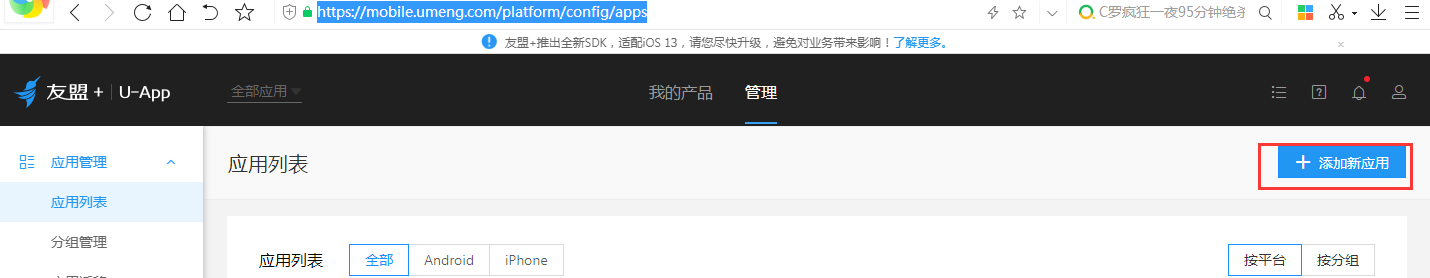 https://mobile.umeng.com/platform/config/apps
C罗疯狂一夜95分钟绝杀
友盟+推出全新SDK，适配iOS 13，请您尽快升级，避免对业务带来影响！了解更多。
友盟+ | U-App
全部应用
我的产品
管理
应用管理
应用列表
分组管理
应用列表
+ 添加新应用
应用列表
全部
Android
iPhone
按平台
按分组